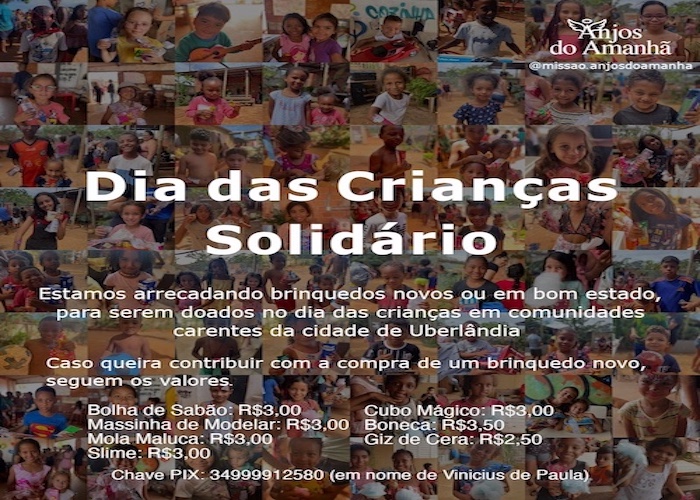 Anjos
do Amanhã
@missao.anjosdoamanha
COZINHA
Dia das Crianças
Solidário
Estamos arrecadando brinquedos novos ou em bom estado,
para serem doados no dia das crianças em comunidades
carentes da cidade de Uberlândia
Caso queira contribuir com a compra de um brinquedo novo,
seguem os valores.
Bolha de Sabão: R$3,00
Massinha de Modelar: R$3,00
Mola Maluca: R$3,00
Slime: R$3,00
Cubo Mágico: R$3,00
Boneca: R$3,50
Giz de Cera: R$2,50
Chave PIX: 34999912580 (em nome de Vinicius de Paula)